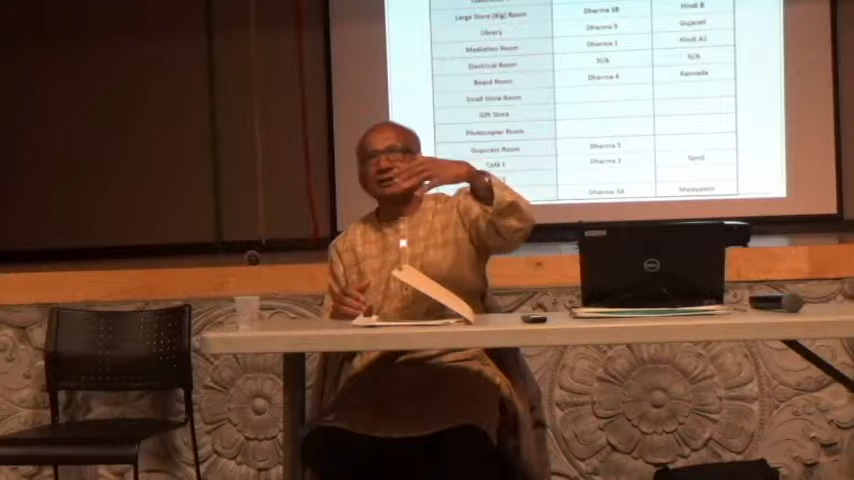 Dharma 3B Hindi B
Large Store (Big) Room Dharma 9 Gujarati
Library Dharma 1 Hindi A1
Meditation Room N/A N/A
Electrical Room Dharma 4 Kannada
Board Room
Small Store Room
Gift Store
Photocopier Room Dharma 5
Gopuram Room Dharma 7 Tamil
Café 1
Dharma 1A Malayalam
DELL